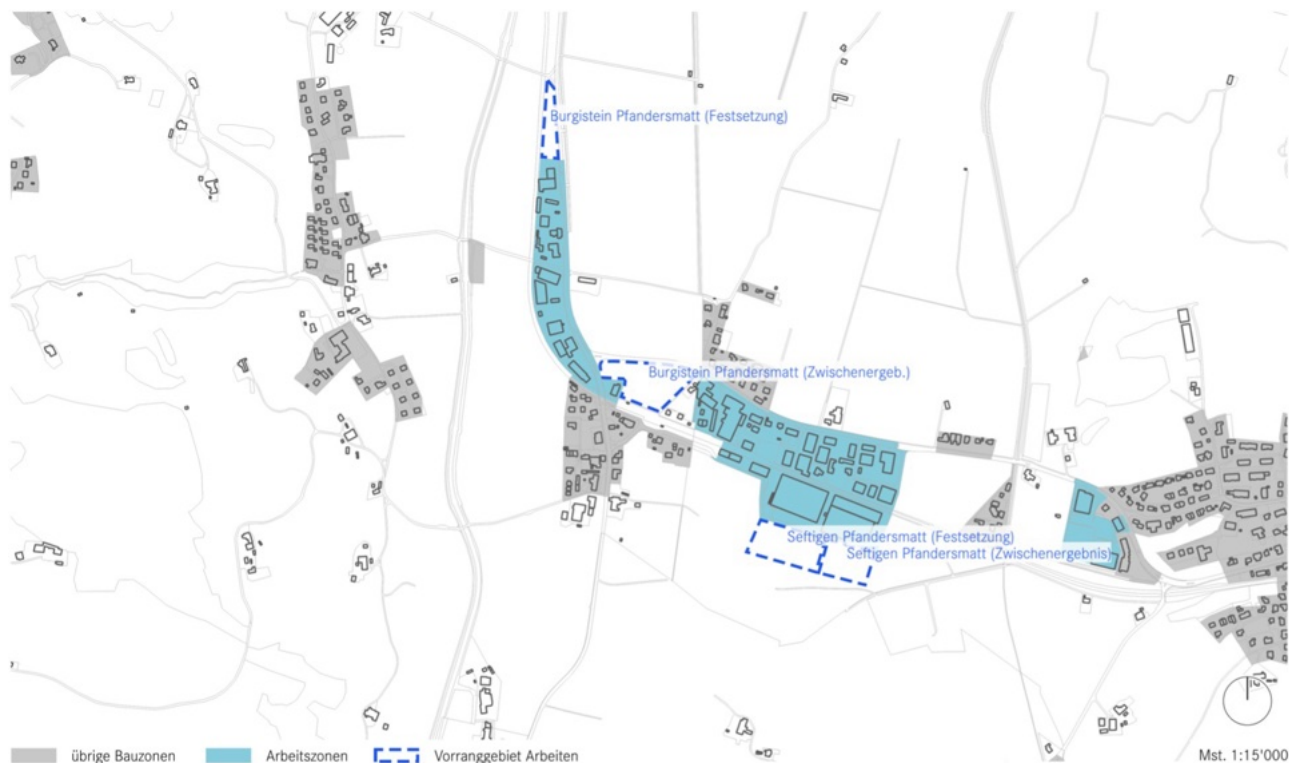 Burgistein Pfandersmatt (Festsetzung)
Burgistein Pfandersmatt (Zwischenergeb.)
Seftigen Pfandersmatt (Festsetzung)
Seftigen Pfandersmatt (Zwischenergebnis)
übrige Bauzonen
Arbeitszonen
Vorranggebiet Arbeiten
Mst. 1:15'000